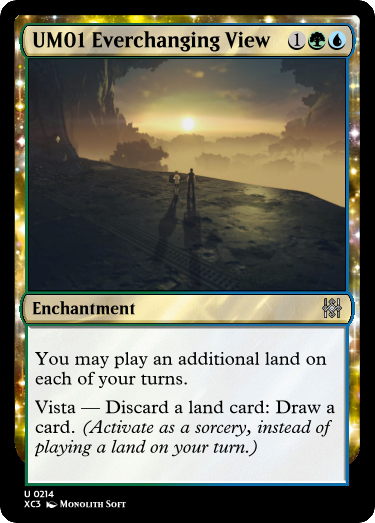 UM01 Everchanging View 1
Enchantment
You may play an additional land on
each of your turns.
Vista — Discard a land card: Draw a
card. (Activate as a sorcery, instead of
playing a land on your turn.)
U 0214
XC3 Monolith Soft